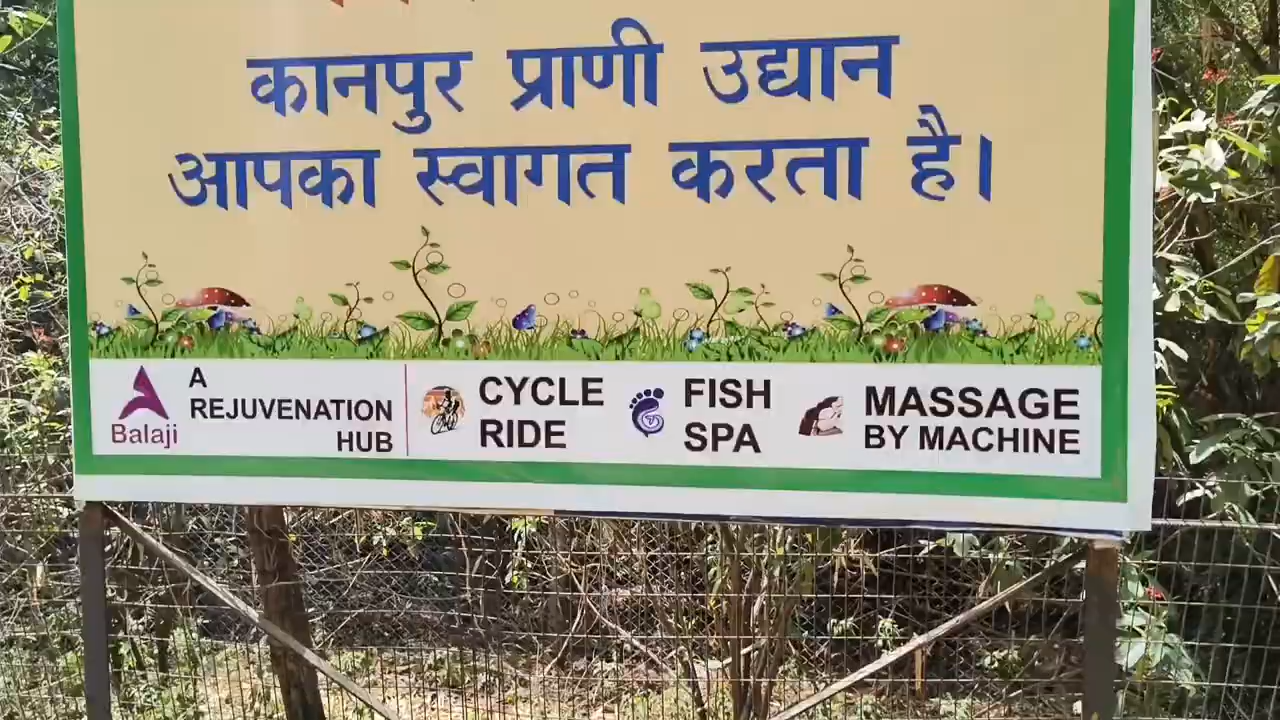 कानपुर प्राणी उद्यान
आपका स्वागत करता है।
Balaji
A
REJUVENATION
HUB
CYCLE
RIDE
FISH
SPA
MASSAGE
BY MACHINE